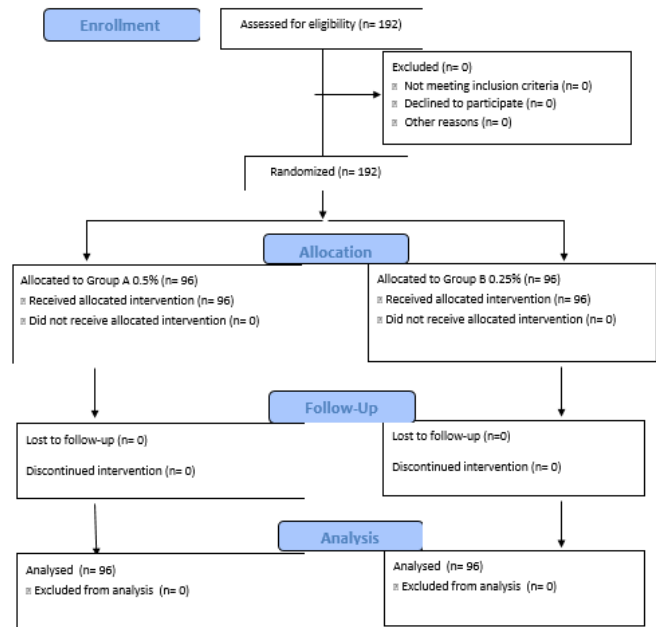 Enrollment
Assessed for eligibility (n= 192)
Excluded (n= 0)
Not meeting inclusion criteria (n= 0)
Declined to participate (n= 0)
Other reasons (n= 0)
Randomized (n= 192)
Allocation
Allocated to Group A 0.5% (n= 96)
Received allocated intervention (n= 96)
Did not receive allocated intervention (n= 0)
Allocated to Group B 0.25% (n= 96)
Received allocated intervention (n= 96)
Did not receive allocated intervention (n= 0)
Follow-Up
Lost to follow-up (n= 0)
Discontinued intervention (n= 0)
Lost to follow-up (n=0)
Discontinued intervention (n= 0)
Analysis
Analysed (n= 96)
Excluded from analysis (n= 0)
Analysed (n= 96)
Excluded from analysis (n= 0)